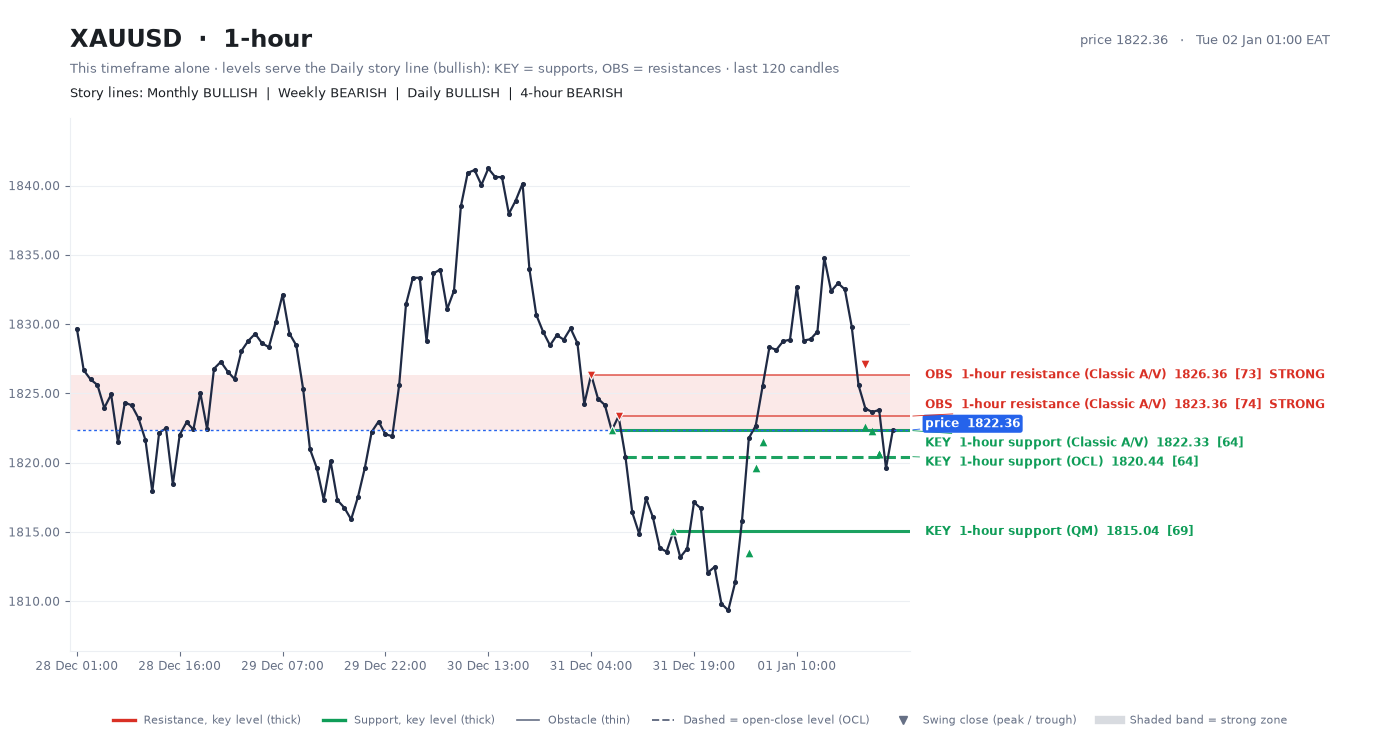 XAUUSD · 1-hour
price 1822.36 · Tue 02 Jan 01:00 EAT
This timeframe alone · levels serve the Daily story line (bullish): KEY = supports, OBS = resistances · last 120 candles
Story lines: Monthly BULLISH | Weekly BEARISH | Daily BULLISH | 4-hour BEARISH
1840.00
1835.00
1830.00
1825.00
1820.00
1815.00
1810.00
OBS 1-hour resistance (Classic A/V) 1826.36 [73] STRONG
OBS 1-hour resistance (Classic A/V) 1823.36 [74] STRONG
price 1822.36
KEY 1-hour support (Classic A/V) 1822.33 [64]
KEY 1-hour support (OCL) 1820.44 [64]
KEY 1-hour support (QM) 1815.04 [69]
28 Dec 01:00 28 Dec 16:00 29 Dec 07:00 29 Dec 22:00 30 Dec 13:00 31 Dec 04:00 31 Dec 19:00 01 Jan 10:00
Resistance, key level (thick) Support, key level (thick) Obstacle (thin) Dashed = open-close level (OCL) Swing close (peak / trough) Shaded band = strong zone